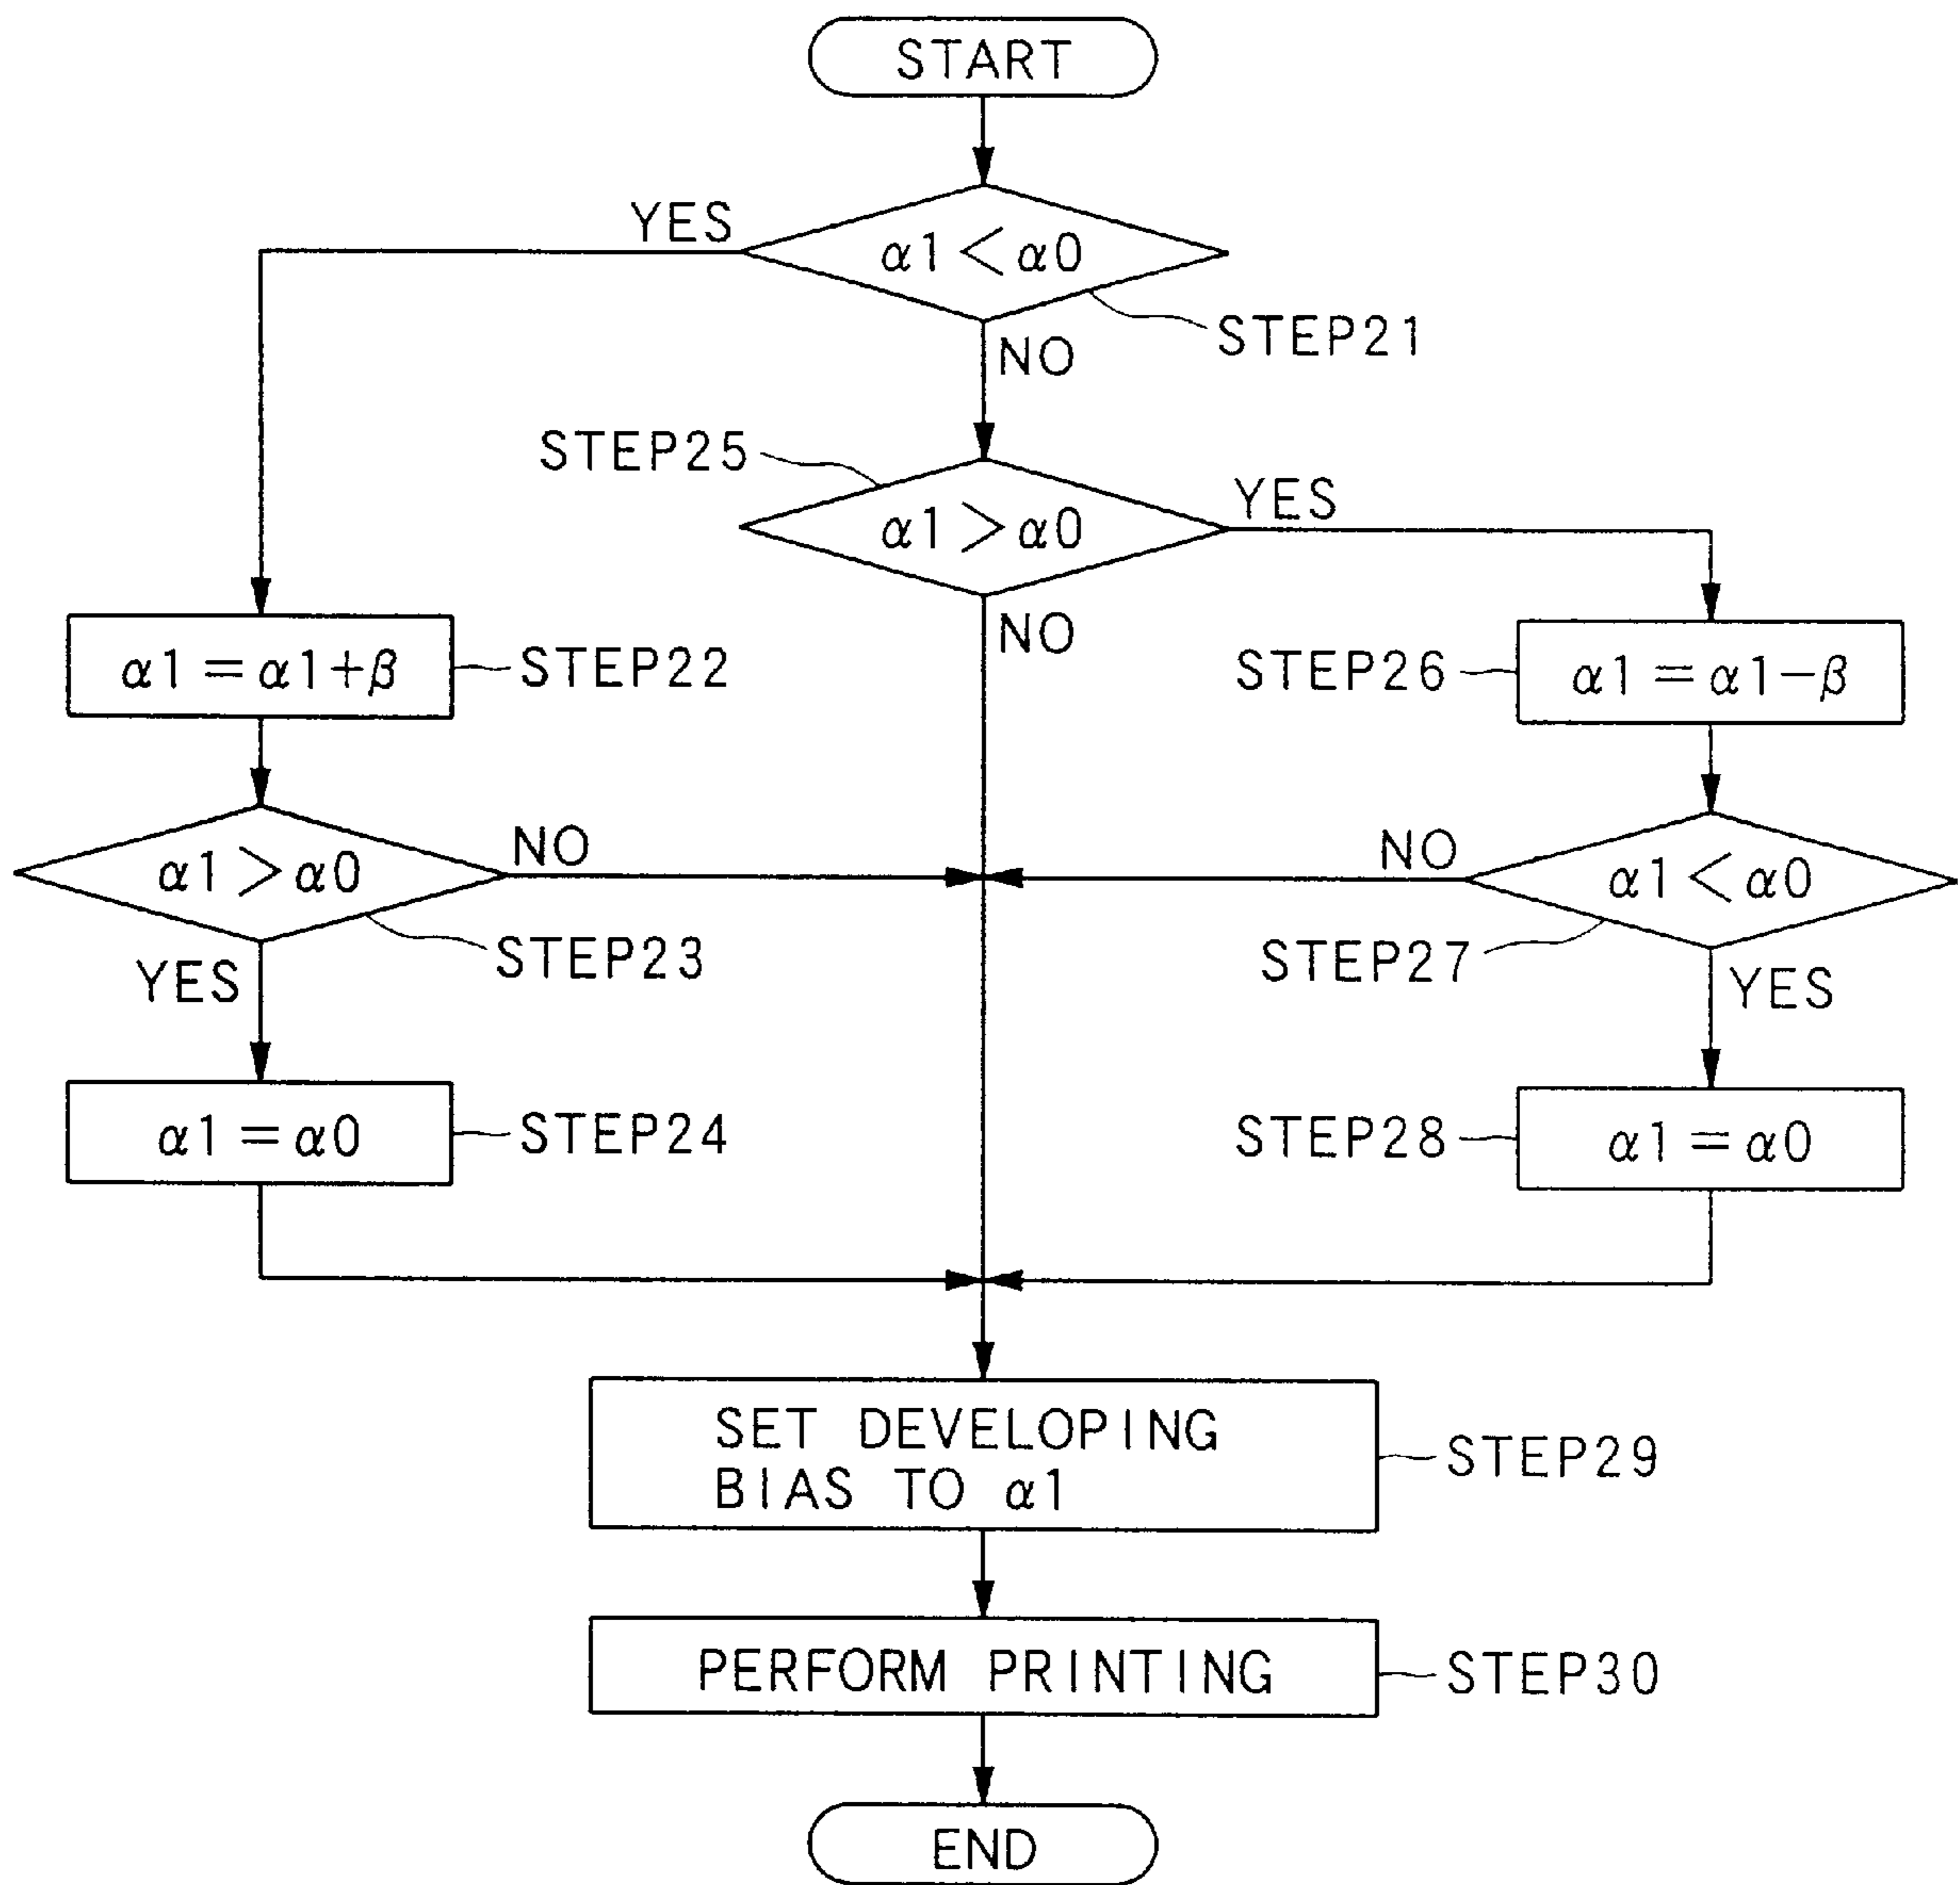 START
YES
α1<α0
STEP21
NO
STEP25
α1>α0
YES
NO
α1=α1+β
STEP22
STEP26
α1=α1-β
α1>α0
NO
NO
α1<α0
STEP23
STEP27
YES
YES
α1=α0
STEP24
STEP28
α1=α0
SET DEVELOPING
BIAS TO α1
STEP29
PERFORM PRINTING
STEP30
END